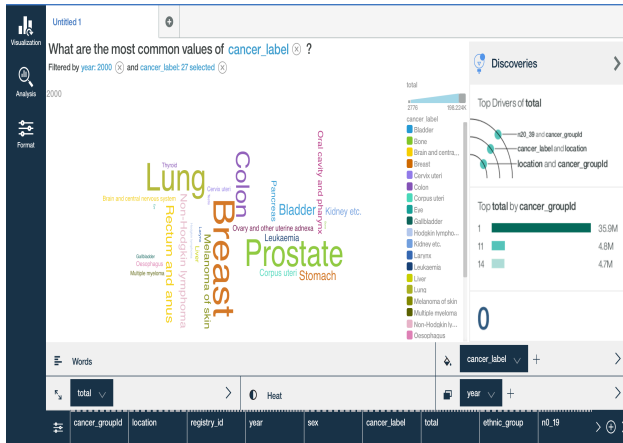 Untitled 1
Visualization
What are the most common values of cancer_label ?
Filtered by year: 2000 and cancer_label: 27 selected
Analysis
Format
2000
total
2776 198.234K
cancer label
Bladder
Bone
Brain and centra...
Breast
Cervix uteri
Colon
Corpus uteri
Eye
Gallbladder
Hodgkin lympho...
Kidney etc.
Larynx
Leukaemia
Liver
Lung
Melanoma of skin
Multiple myeloma
Non-Hodgkin ly...
Oesophagus
Thyroid
Lung
Cervix uteri
Colon
Oral cavity and pharynx
Brain and central nervous system
Rectum and anus
Non-Hodgkin lymphoma
Larynx
Liver
Melanoma of skin
Breast
Pancreas
Bladder
Kidney etc.
Ovary and other uterine adnexa
Leukaemia
Prostate
Corpus uteri
Stomach
Gallbladder
Oesophagus
Multiple myeloma
Discoveries
Top Drivers of total
n20_39 and cancer_groupid
cancer_label and location
location and cancer_groupId
Top total by cancer_groupId
1 35.9M
11 4.8M
14 4.7M
0
Words
cancer_label
total
Heat
year
cancer_groupId location registry_id year sex cancer_label total ethnic_group n0_19